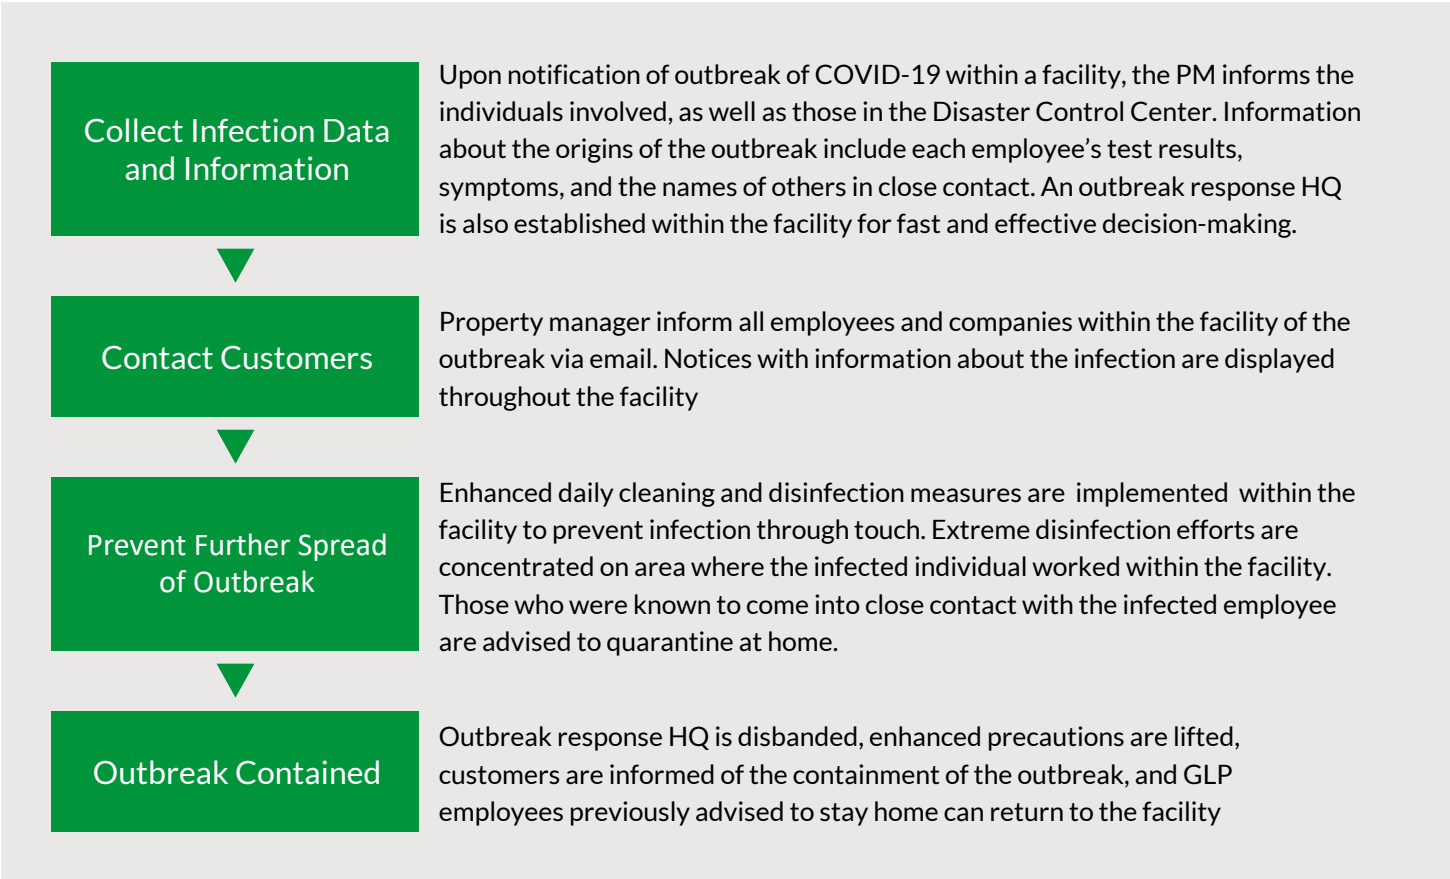 Collect Infection Data
and Information
Upon notification of outbreak of COVID-19 within a facility, the PM informs the
individuals involved, as well as those in the Disaster Control Center. Information
about the origins of the outbreak include each employee’s test results,
symptoms, and the names of others in close contact. An outbreak response HQ
is also established within the facility for fast and effective decision-making.
Contact Customers
Property manager inform all employees and companies within the facility of the
outbreak via email. Notices with information about the infection are displayed
throughout the facility
Prevent Further Spread
of Outbreak
Enhanced daily cleaning and disinfection measures are  implemented  within the
facility to prevent infection through touch. Extreme disinfection efforts are
concentrated on area where the infected individual worked within the facility.
Those who were known to come into close contact with the infected employee
are advised to quarantine at home.
Outbreak Contained
Outbreak response HQ is disbanded, enhanced precautions are lifted,
customers are informed of the containment of the outbreak, and GLP
employees previously advised to stay home can return to the facility